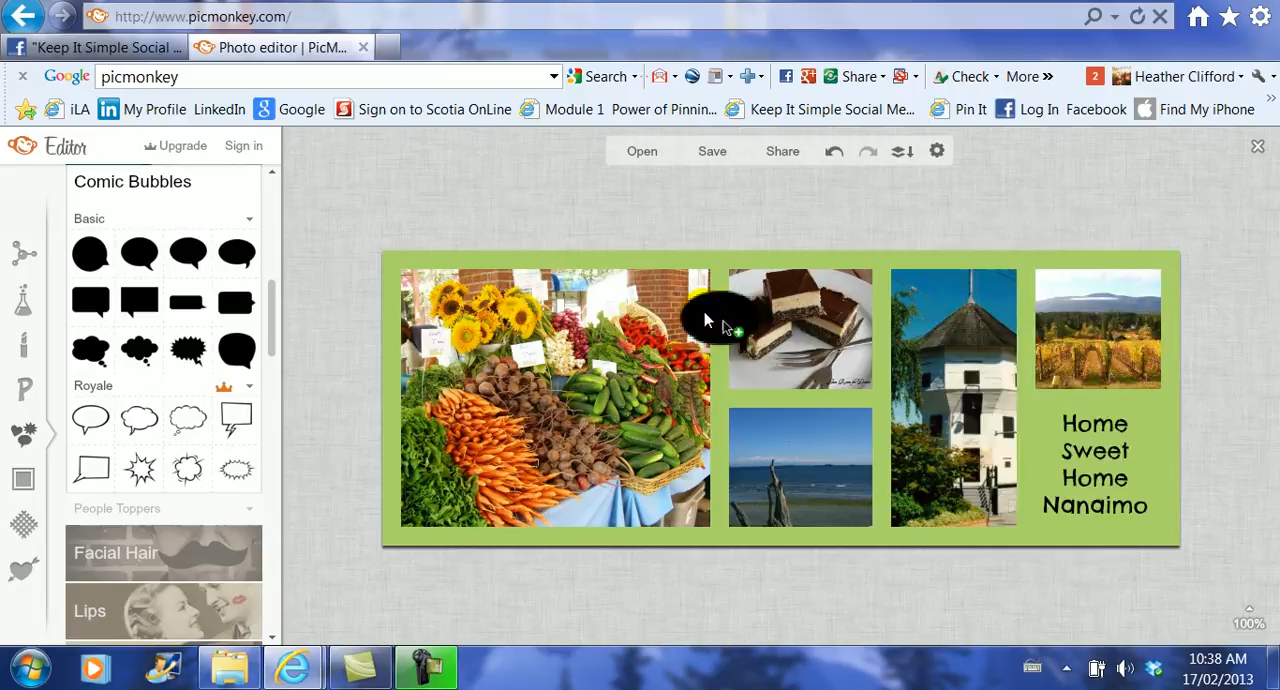 http://www.picmonkey.com/
"Keep It Simple Social ...
Photo editor | PicM...
Google
picmonkey
Search
Share
Check
More »
2
Heather Clifford
iLA
My Profile
LinkedIn
Google
Sign on to Scotia OnLine
Module 1 Power of Pinnin...
Keep It simple Social Me...
Pin It
Log In
Facebook
Find My iPhone
Editor
Upgrade
Sign in
Open
Save
Share
Comic Bubbles
Basic
Royale
People Toppers
Facial Hair
Lips
Home
Sweet
Home
Nanaimo
100%
10:38 AM
17/02/2013